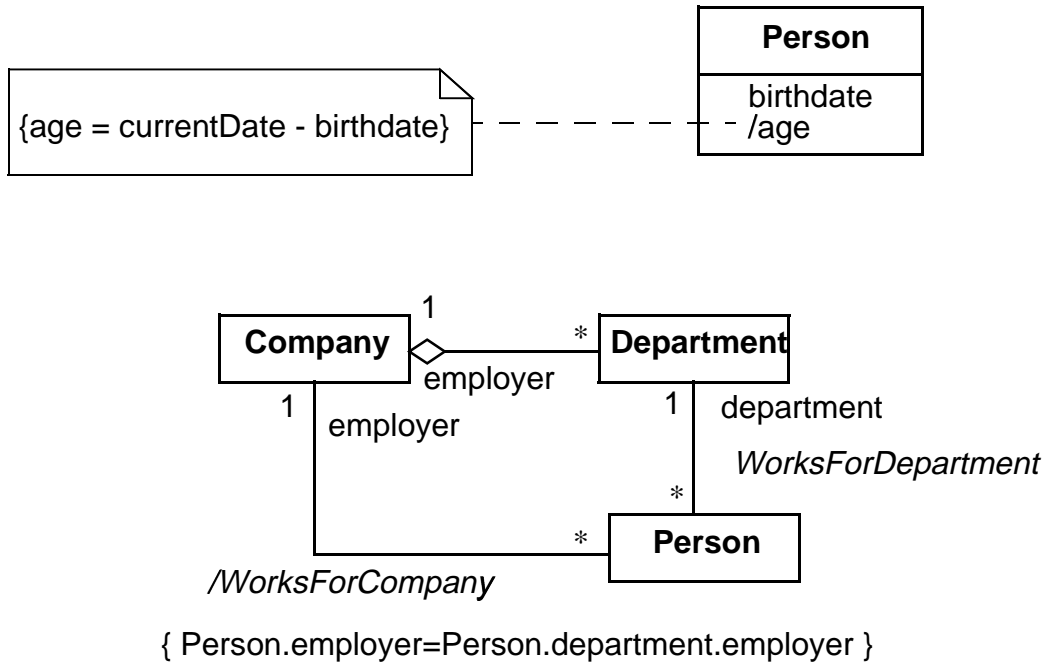 Person
birthdate
/age
{age = currentDate - birthdate}
1
Company
*
Department
employer
1
employer
1
department
WorksForDepartment
*
*
Person
/WorksForCompany
{ Person.employer=Person.department.employer }